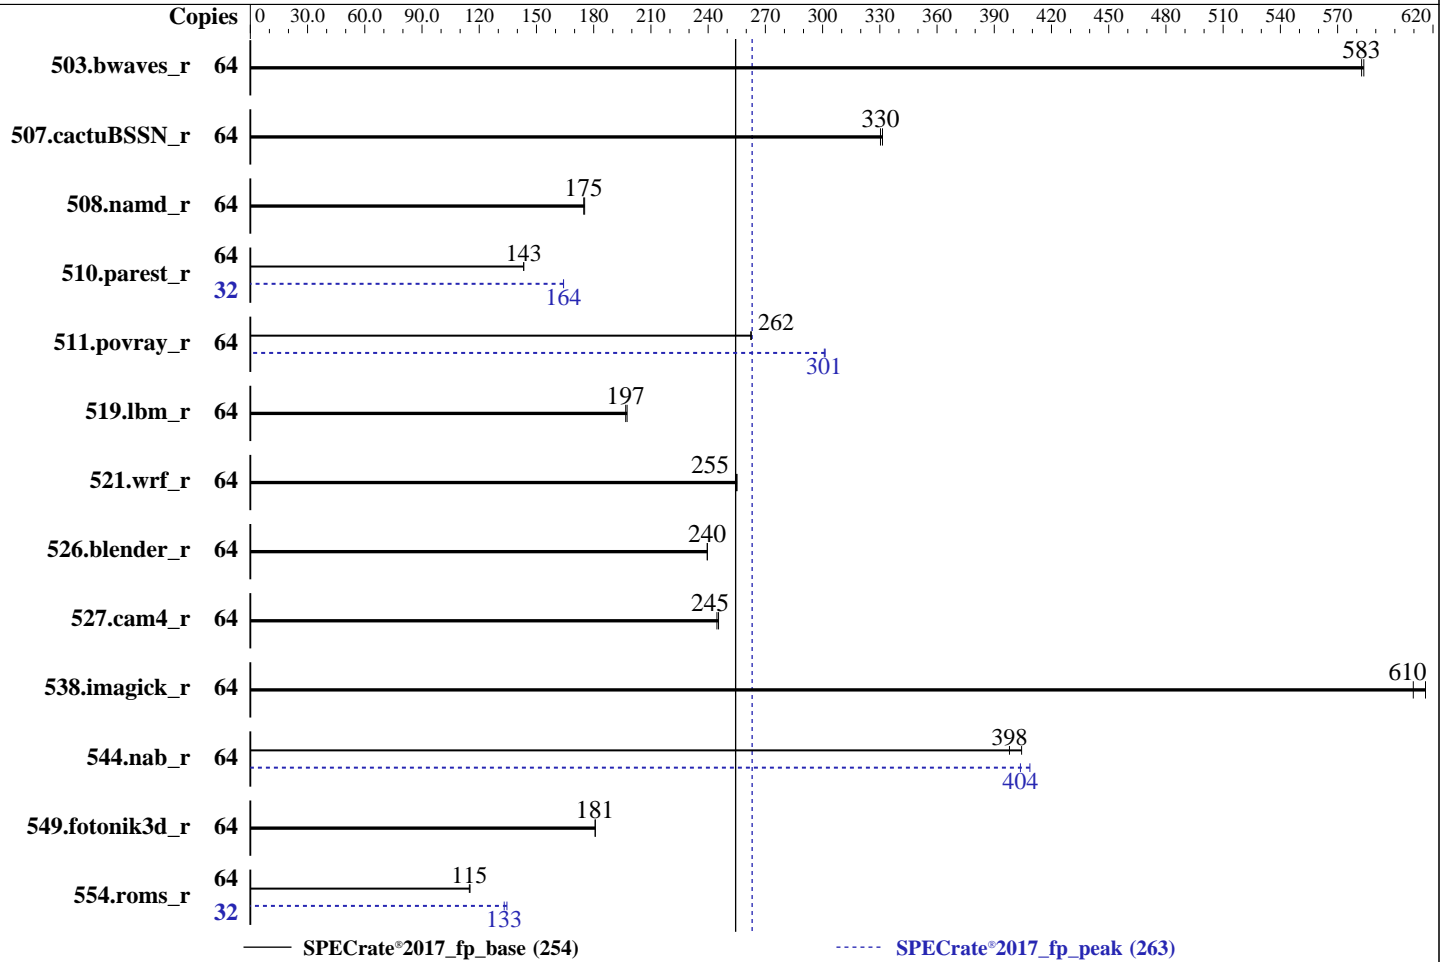 Copies 0 30.0 60.0 90.0 120 150 180 210 240 270 300 330 360 390 420 450 480 510 540 570 620
583
503.bwaves_r 64
330
507.cactuBSSN_r 64
175
508.namd_r 64
64 143
510.parest_r
32 164
262
511.povray_r 64
301
197
519.lbm_r 64
255
521.wrf_r 64
240
526.blender_r 64
245
527.cam4_r 64
610
538.imagick_r 64
398
544.nab_r 64
404
181
549.fotonik3d_r 64
64 115
554.roms_r
32 133
SPECrate®2017_fp_base (254) SPECrate®2017_fp_peak (263)